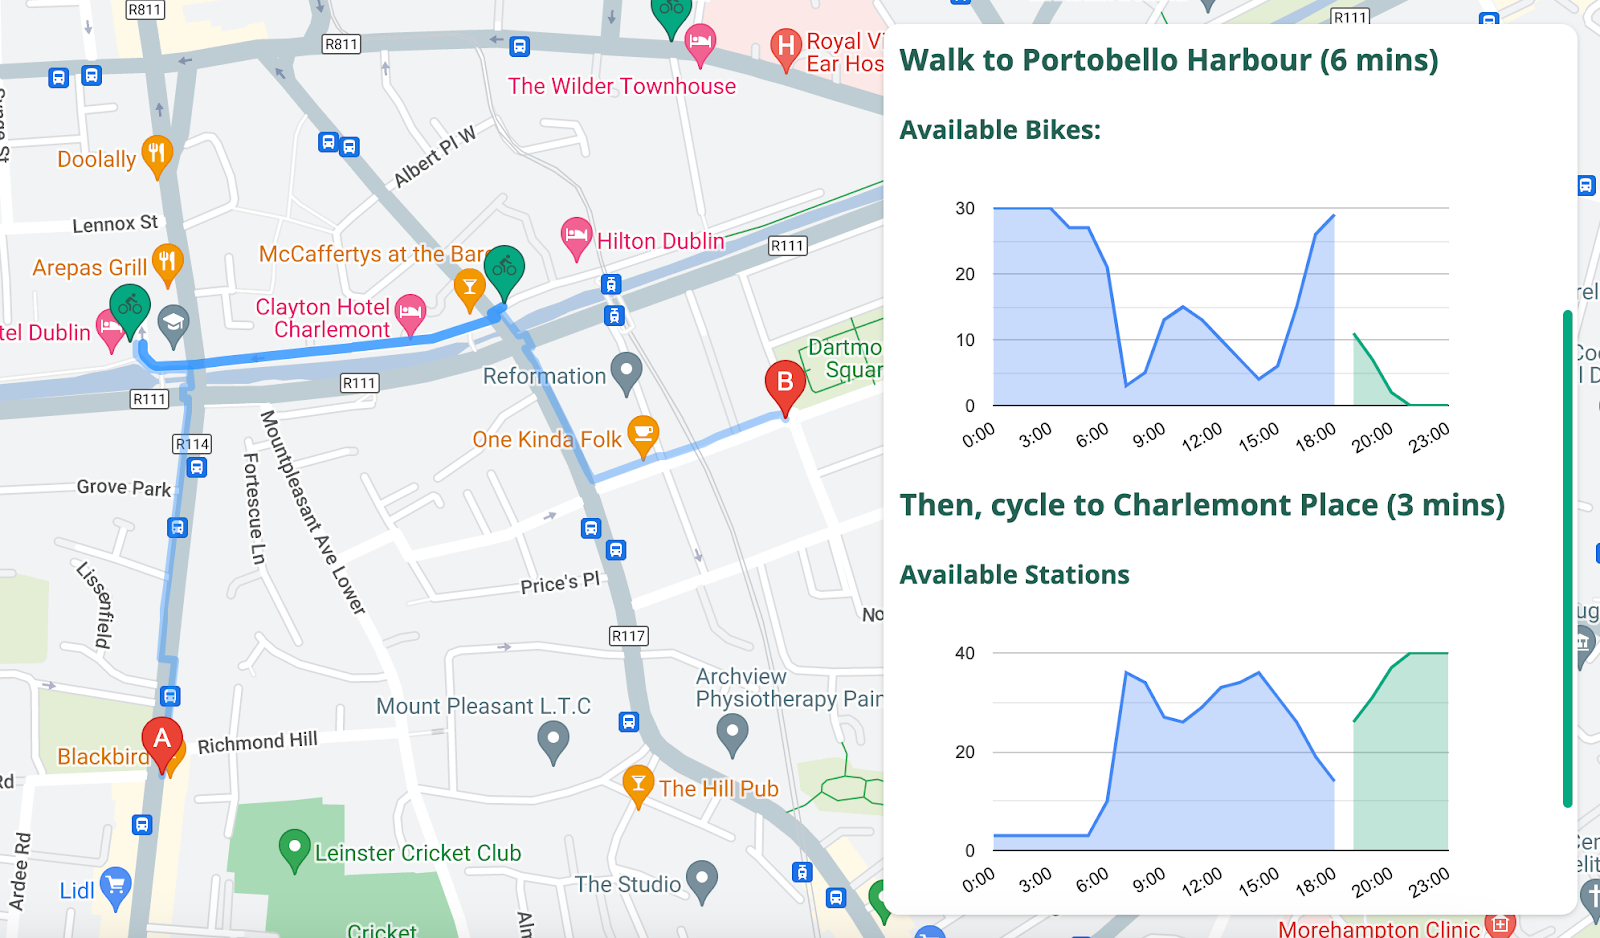 R811
R811
R111
Royal Vi
Ear Hos
The Wilder Townhouse
Doolally
Albert Pl W
Lennox St
McCaffertys at the Barg
Hilton Dublin
R111
Arepas Grill
Clayton Hotel
Charlemont
tel Dublin
Dartmo
Squar
Reformation
R111
R111
B
One Kinda Folk
R114
Grove Park
Fortescue Ln
Mountpleasant Ave Lower
Lissenfield
Price's Pl
No
R117
Archview
Physiotherapy Pain
Mount Pleasant L.T.C
A
Richmond Hill
Blackbird
Rd
The Hill Pub
Ardee Rd
Leinster Cricket Club
Lidl
The Studio
Cricket
Alm
Morehampton Clinic
H
Walk to Portobello Harbour (6 mins)
Available Bikes:
30
20
10
0
0:00 3:00 6:00 9:00 12:00 15:00 18:00 20:00 23:00
Then, cycle to Charlemont Place (3 mins)
Available Stations
40
20
0
0:00 3:00 6:00 9:00 12:00 15:00 18:00 20:00 23:00